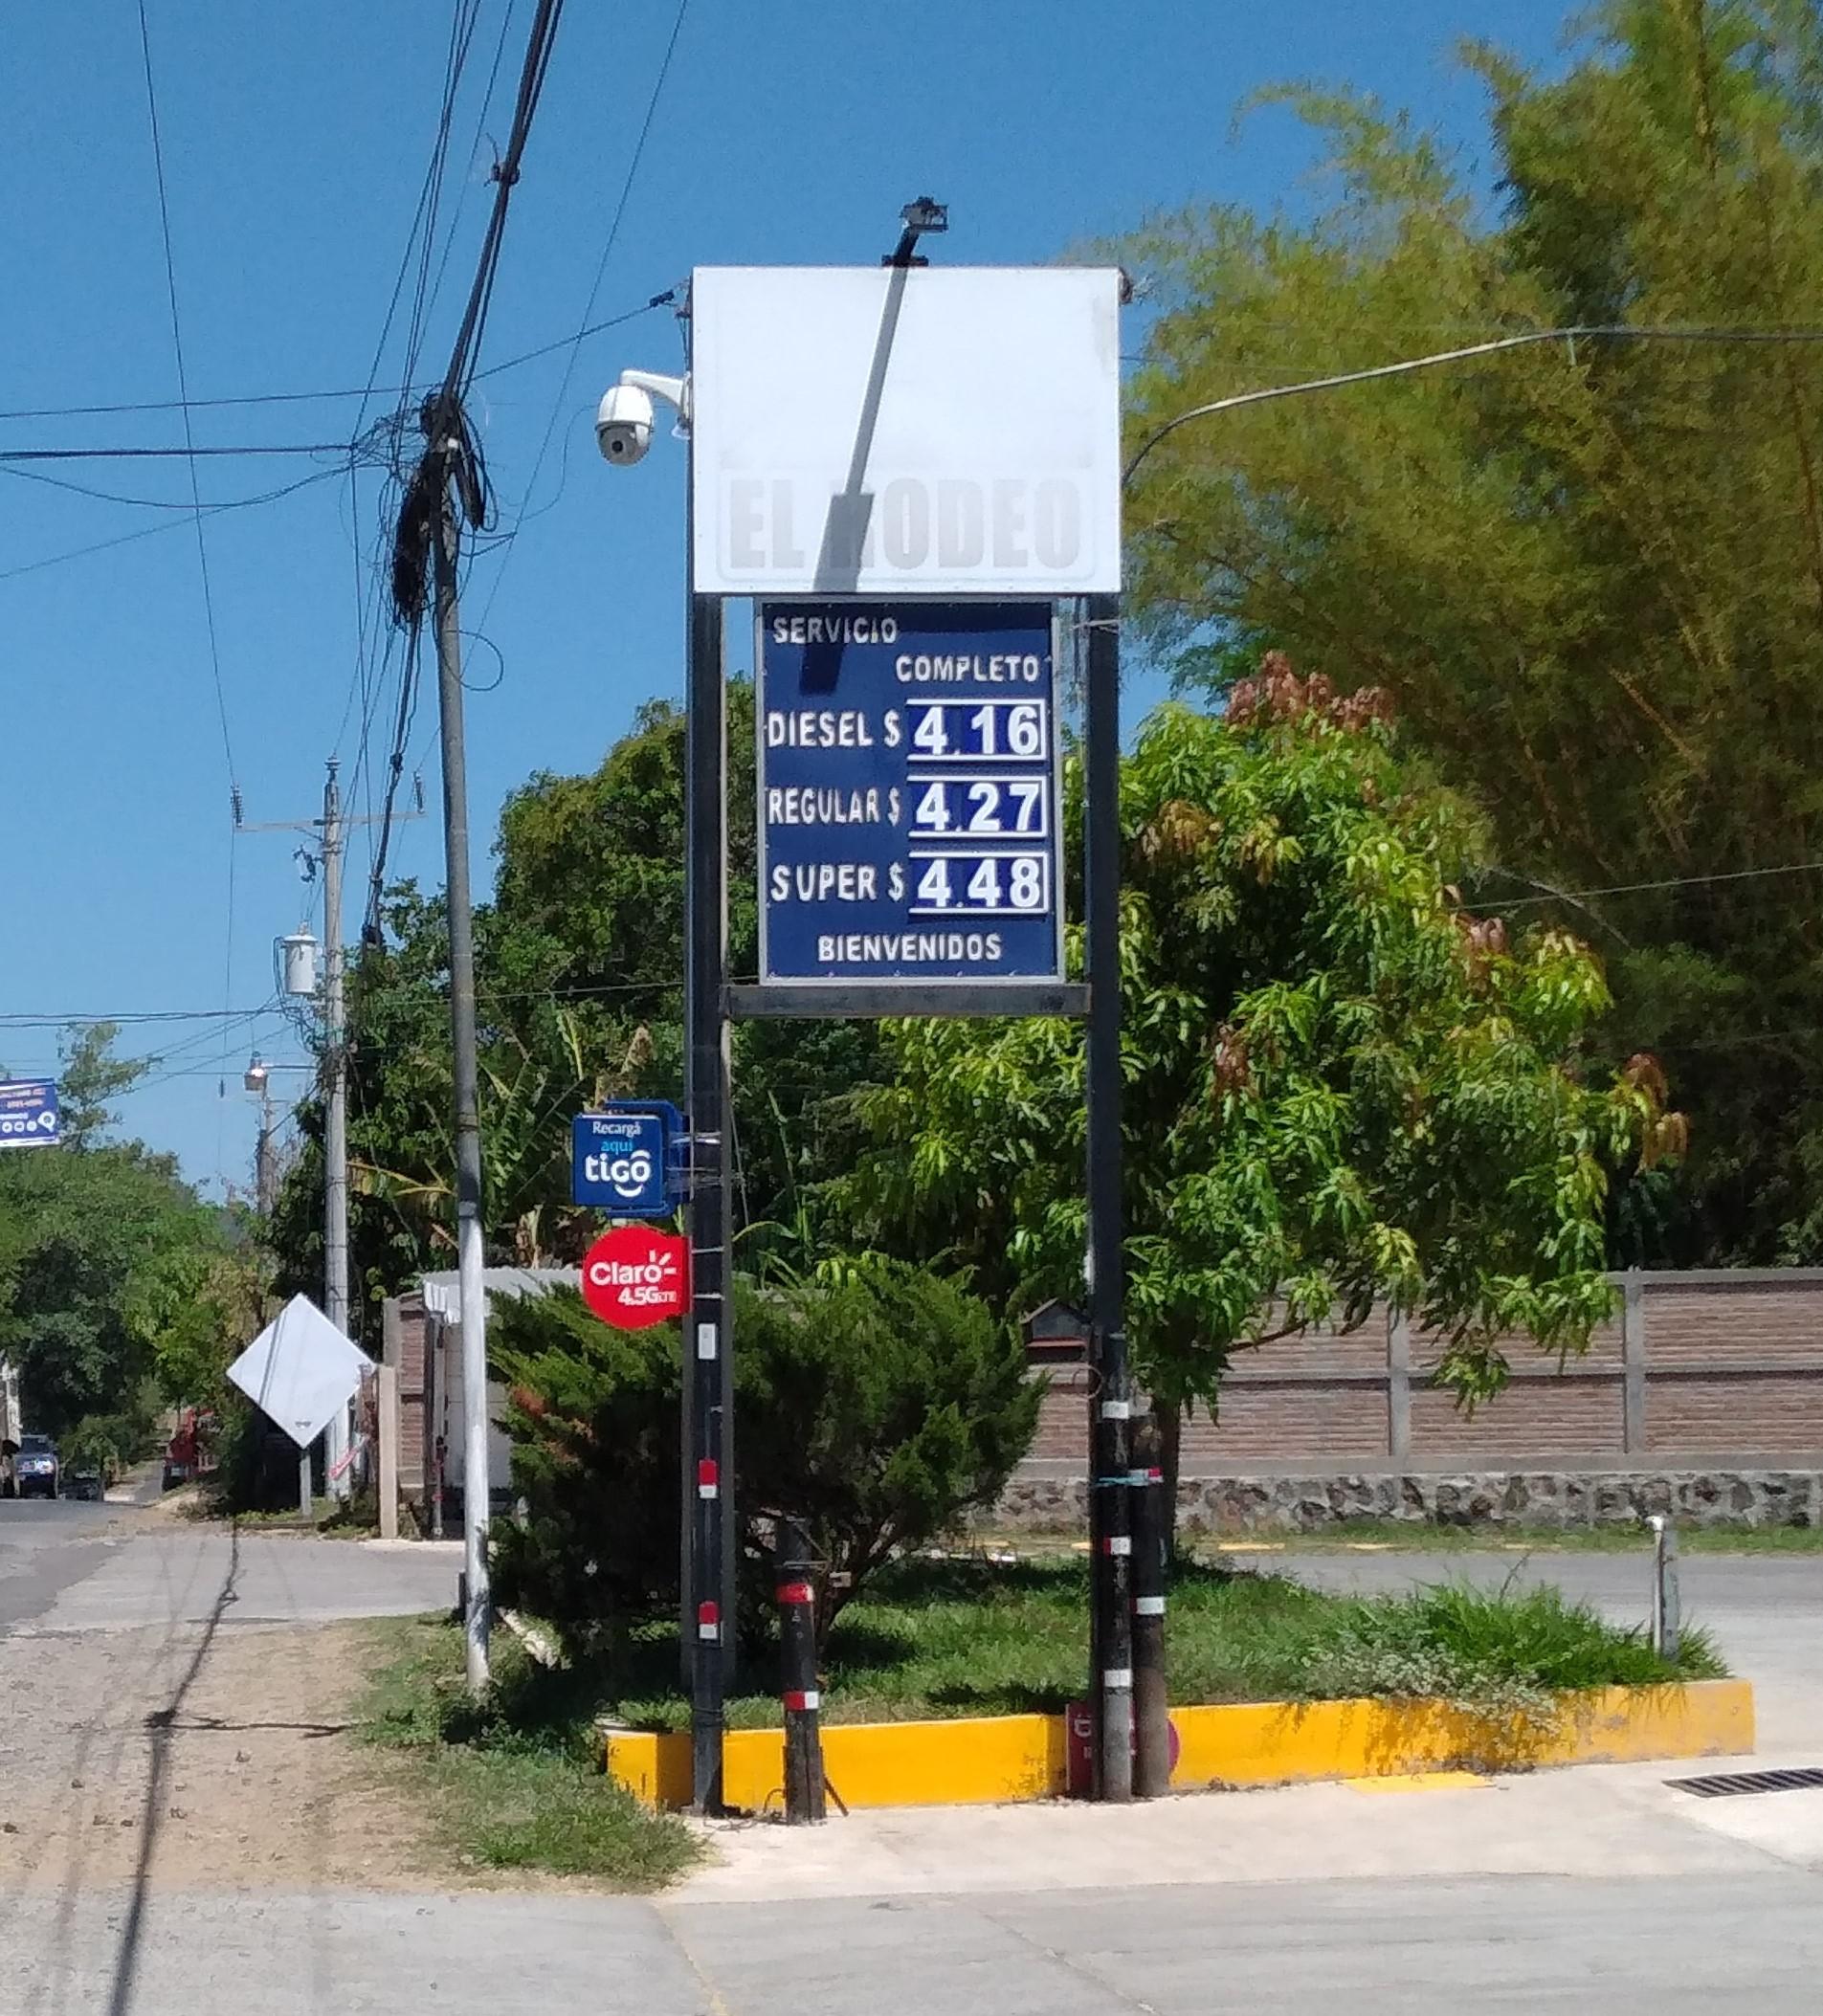 EL RODEO
SERVICIO
COMPLETO
DIESEL $ 4.16
REGULAR $ 4.27
SUPER $ 4.48
BIENVENIDOS
Recargá
aquí
tigo
Claro
4.5G LTE